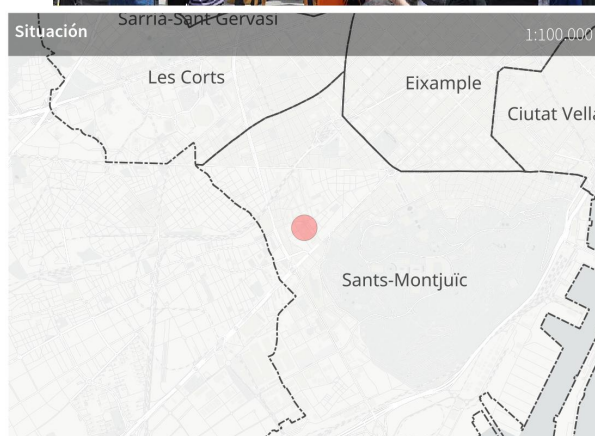 Sarrià-Sant Gervasi
Situación
1:100.000
Les Corts
Eixample
Ciutat Vella
Sants-Montjuïc